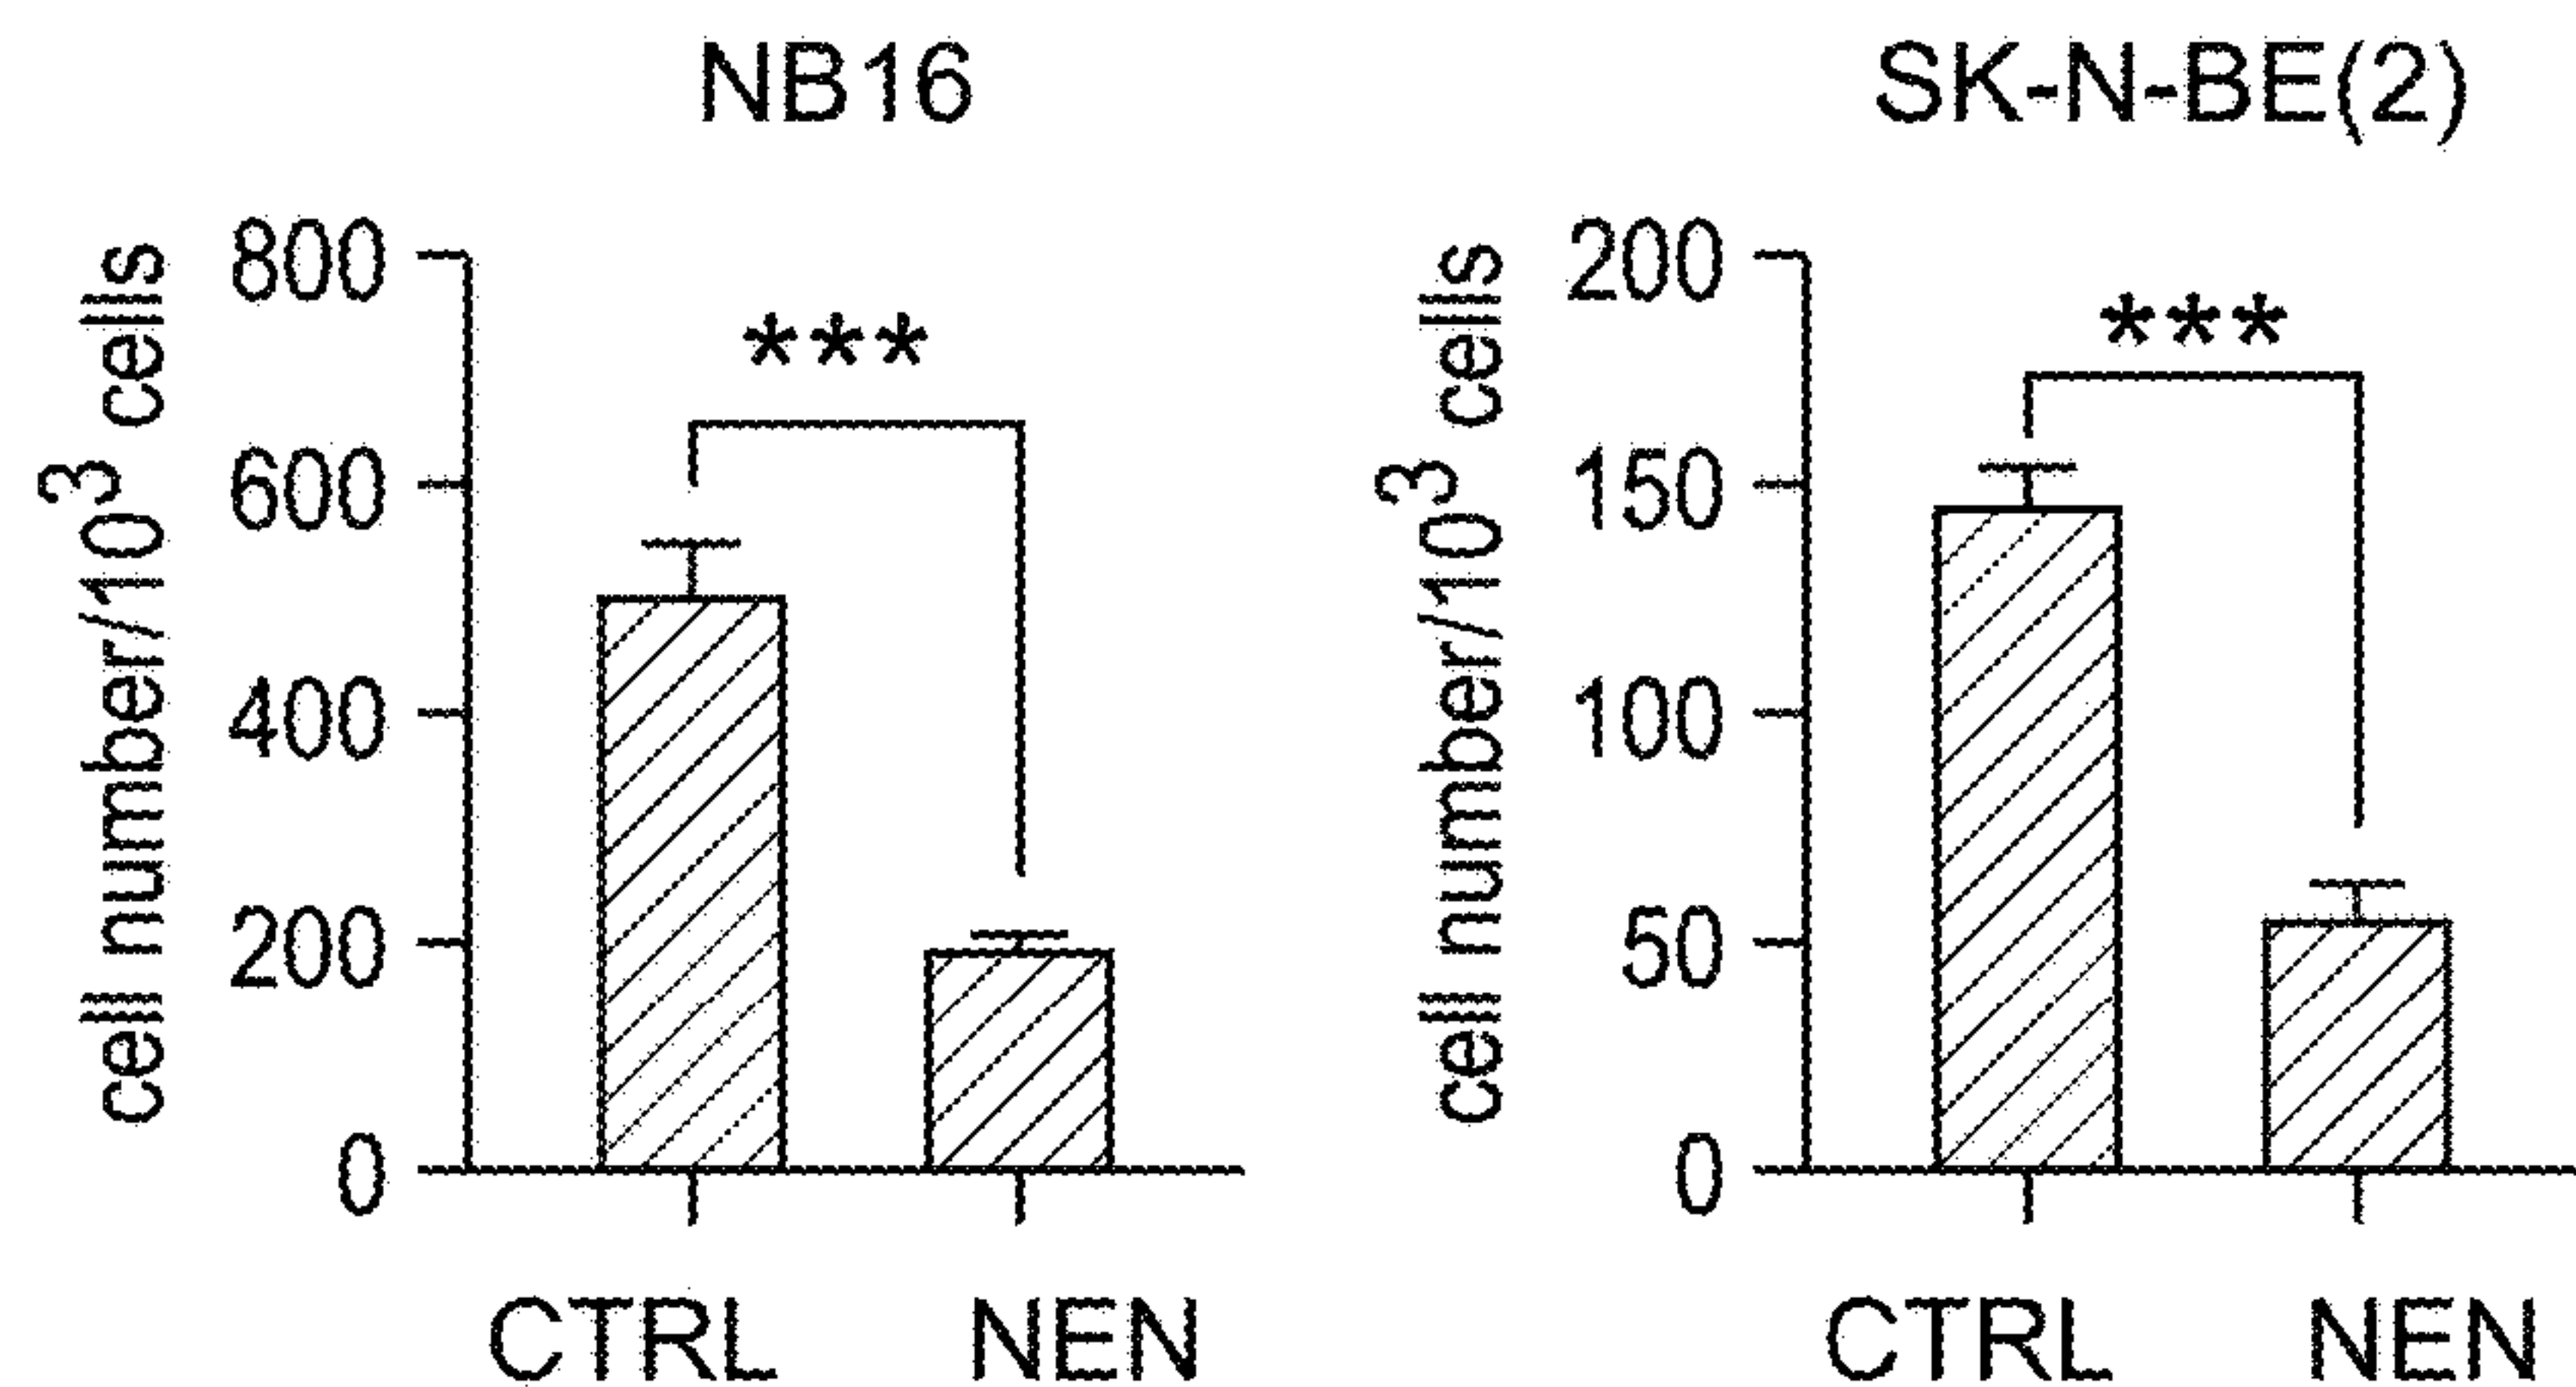 NB16
cell number/10³ cells
800
600
400
200
0
***
CTRL NEN
SK-N-BE(2)
cell number/10³ cells
200
150
100
50
0
***
CTRL NEN